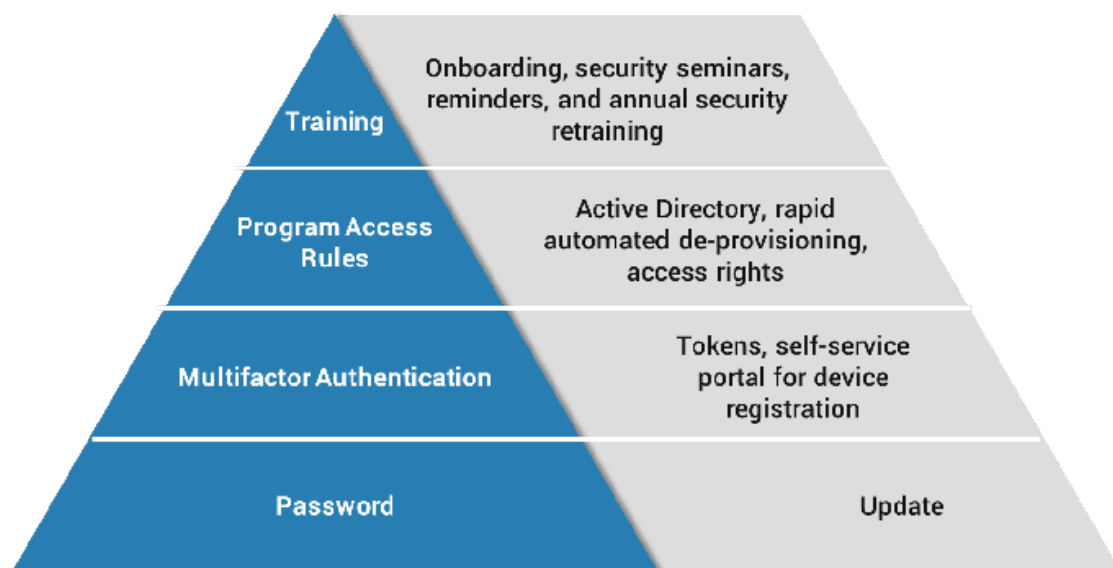 Training
Onboarding, security seminars,
reminders, and annual security
retraining
Program Access
Rules
Active Directory, rapid
automated de-provisioning,
access rights
Multifactor Authentication
Tokens, self-service
portal for device
registration
Password
Update